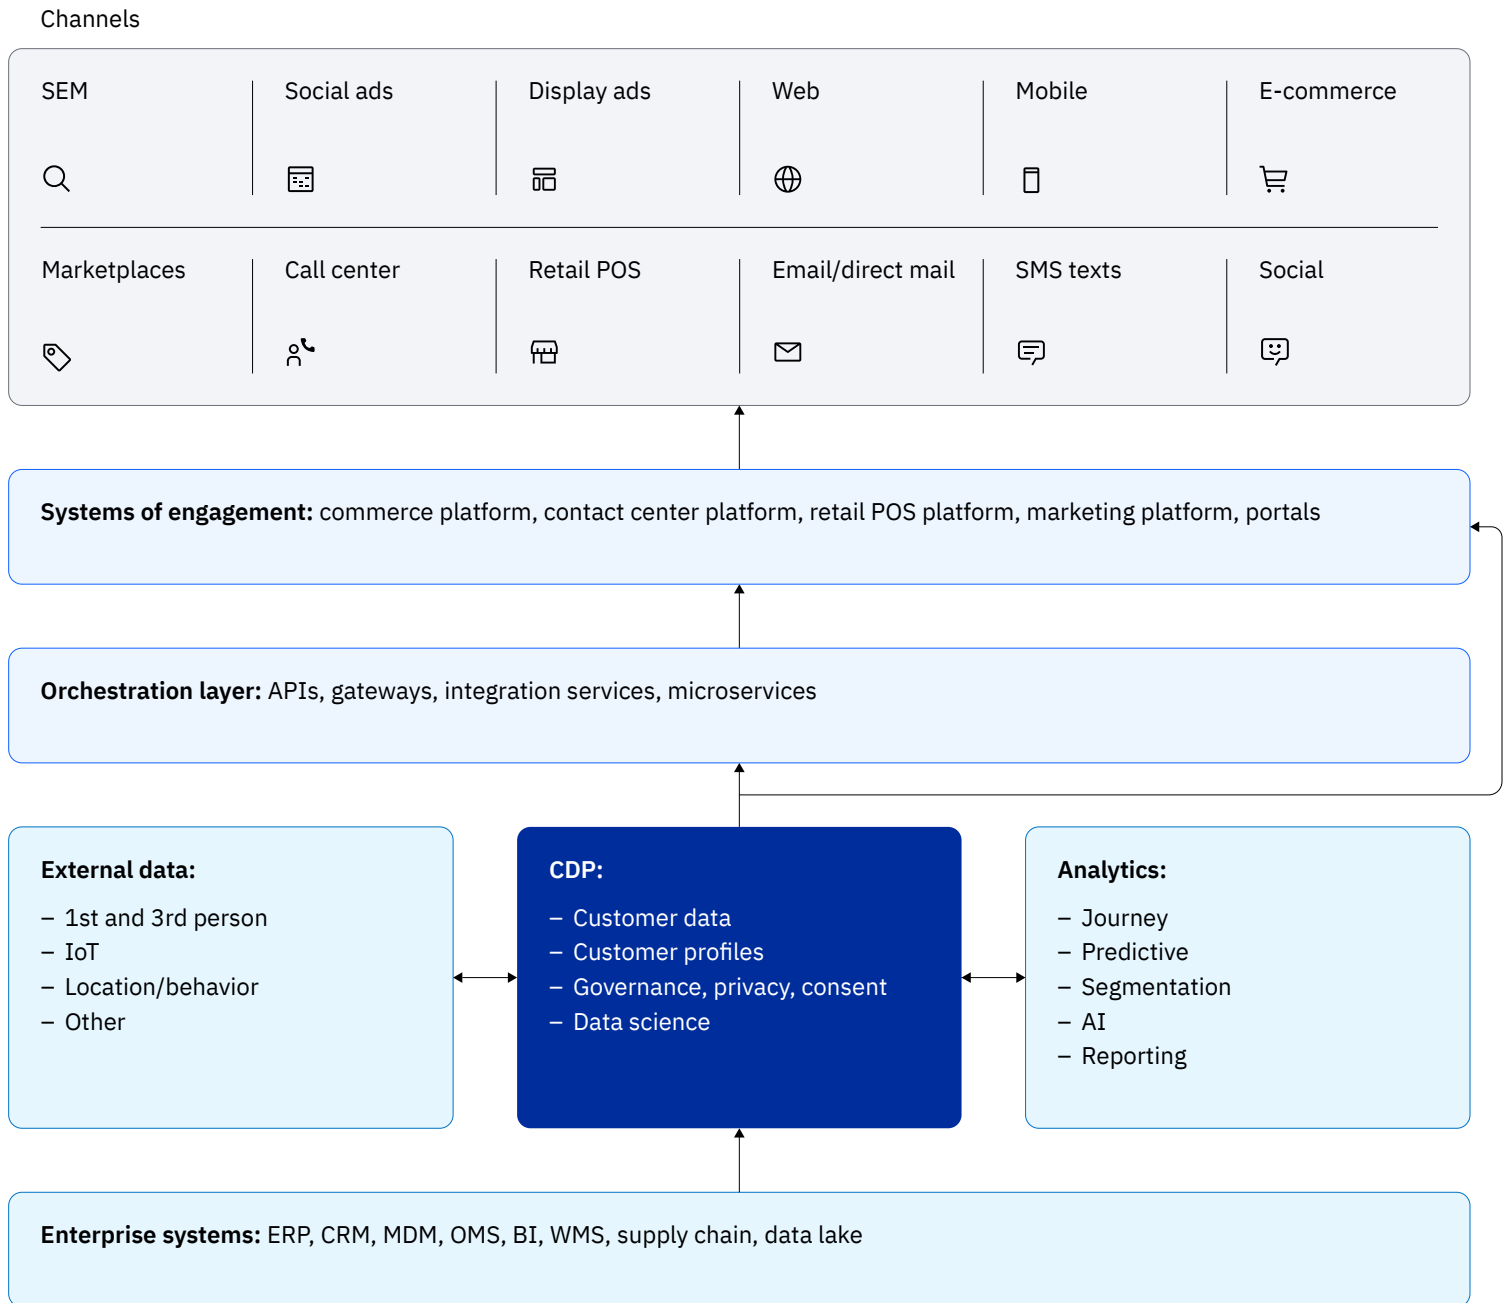 Channels
SEM
Social ads
Display ads
Web
Mobile
E-commerce
Marketplaces
Call center
Retail POS
Email/direct mail
SMS texts
Social
Systems of engagement: commerce platform, contact center platform, retail POS platform, marketing platform, portals
Orchestration layer: APIs, gateways, integration services, microservices
External data:
– 1st and 3rd person
– IoT
– Location/behavior
– Other
CDP:
– Customer data
– Customer profiles
– Governance, privacy, consent
– Data science
Analytics:
– Journey
– Predictive
– Segmentation
– AI
– Reporting
Enterprise systems: ERP, CRM, MDM, OMS, BI, WMS, supply chain, data lake